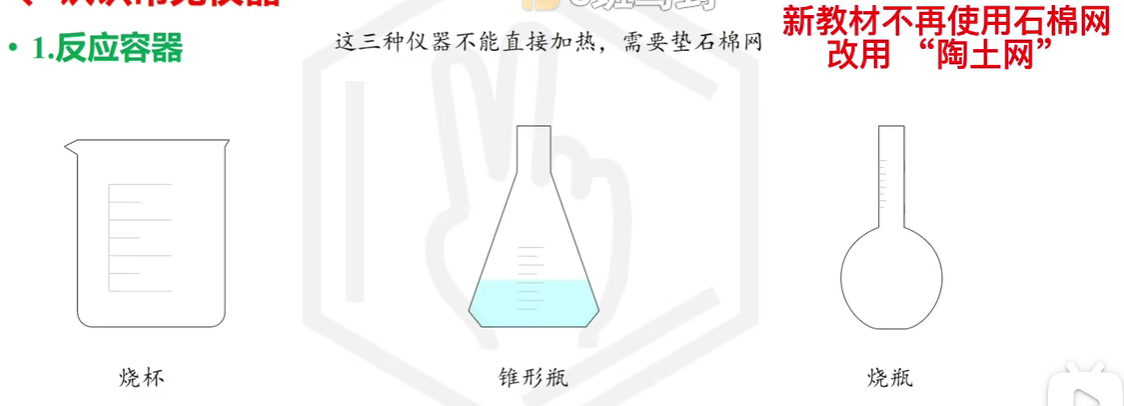 • 1.反应容器
这三种仪器不能直接加热，需要垫石棉网
新教材不再使用石棉网
改用 “陶土网”
烧杯
锥形瓶
烧瓶